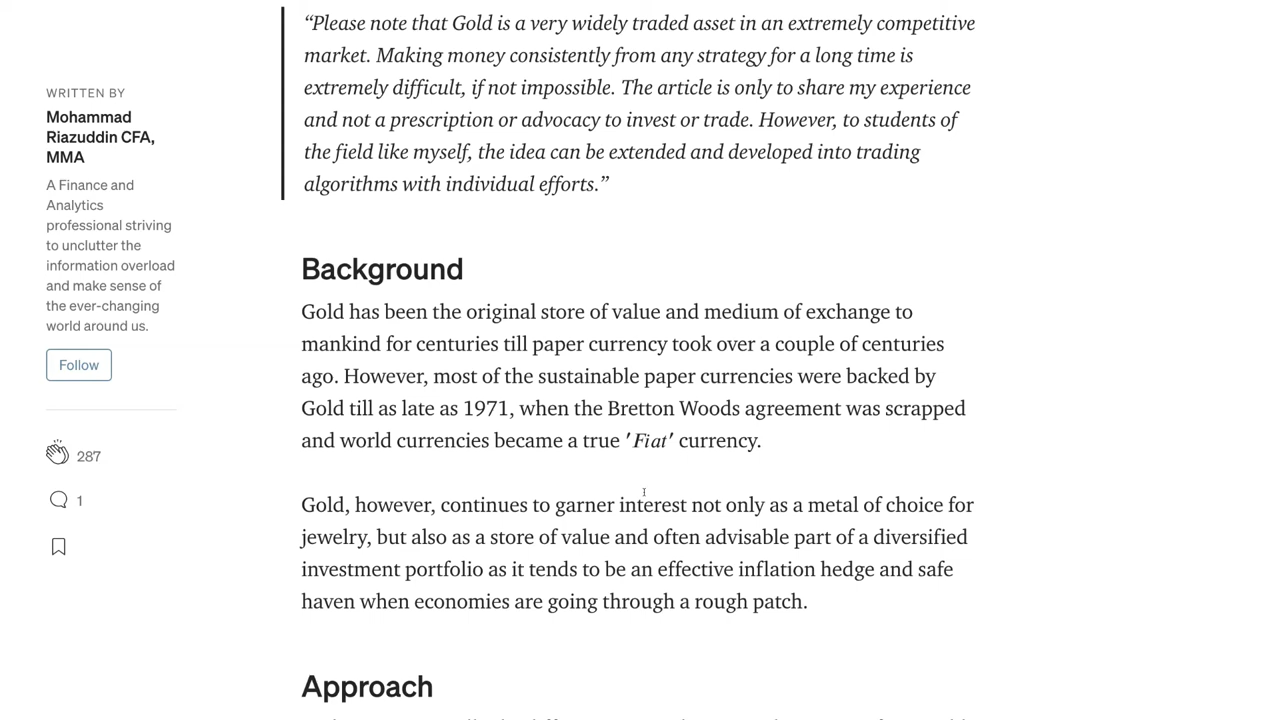 “Please note that Gold is a very widely traded asset in an extremely competitive
market. Making money consistently from any strategy for a long time is
extremely difficult, if not impossible. The article is only to share my experience
and not a prescription or advocacy to invest or trade. However, to students of
the field like myself, the idea can be extended and developed into trading
algorithms with individual efforts.”
WRITTEN BY
Mohammad
Riazuddin CFA,
MMA
A Finance and
Analytics
professional striving
to unclutter the
information overload
and make sense of
the ever-changing
world around us.
Follow
287
1
Background
Gold has been the original store of value and medium of exchange to
mankind for centuries till paper currency took over a couple of centuries
ago. However, most of the sustainable paper currencies were backed by
Gold till as late as 1971, when the Bretton Woods agreement was scrapped
and world currencies became a true ′Fiat′ currency.
Gold, however, continues to garner interest not only as a metal of choice for
jewelry, but also as a store of value and often advisable part of a diversified
investment portfolio as it tends to be an effective inflation hedge and safe
haven when economies are going through a rough patch.
Approach